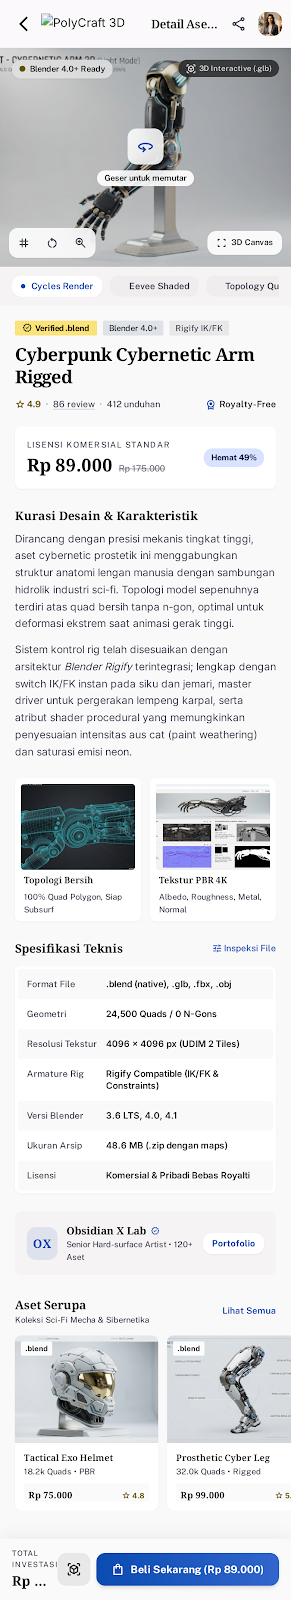 PolyCraft 3D
Detail Ase...
Blender 4.0+ Ready
3D Interactive (.glb)
Geser untuk memutar
3D Canvas
Cycles Render
Eevee Shaded
Topology Qu
Verified .blend
Blender 4.0+
Rigify IK/FK
Cyberpunk Cybernetic Arm
Rigged
4.9 · 86 review · 412 unduhan
Royalty-Free
LISENSI KOMERSIAL STANDAR
Rp 89.000 Rp 175.000
Hemat 49%
Kurasi Desain & Karakteristik
Dirancang dengan presisi mekanis tingkat tinggi,
aset cybernetic prostetik ini menggabungkan
struktur anatomi lengan manusia dengan sambungan
hidrolik industri sci-fi. Topologi model sepenuhnya
terdiri atas quad bersih tanpa n-gon, optimal untuk
deformasi ekstrem saat animasi gerak tinggi.
Sistem kontrol rig telah disesuaikan dengan
arsitektur Blender Rigify terintegrasi; lengkap dengan
switch IK/FK instan pada siku dan jemari, master
driver untuk pergerakan lempeng karpal, serta
atribut shader procedural yang memungkinkan
penyesuaian intensitas aus cat (paint weathering)
dan saturasi emisi neon.
Topologi Bersih
100% Quad Polygon, Siap
Subsurf
Tekstur PBR 4K
Albedo, Roughness, Metal,
Normal
Spesifikasi Teknis
Inspeksi File
Format File
.blend (native), .glb, .fbx, .obj
Geometri
24,500 Quads / 0 N-Gons
Resolusi Tekstur
4096 × 4096 px (UDIM 2 Tiles)
Armature Rig
Rigify Compatible (IK/FK &
Constraints)
Versi Blender
3.6 LTS, 4.0, 4.1
Ukuran Arsip
48.6 MB (.zip dengan maps)
Lisensi
Komersial & Pribadi Bebas Royalti
OX
Obsidian X Lab
Senior Hard-surface Artist • 120+
Aset
Portofolio
Aset Serupa
Koleksi Sci-Fi Mecha & Sibernetika
Lihat Semua
.blend
Tactical Exo Helmet
18.2k Quads • PBR
Rp 75.000
4.8
.blend
Prosthetic Cyber Leg
32.0k Quads • Rigged
Rp 99.000
TOTAL
INVESTASI
Rp ...
Beli Sekarang (Rp 89.000)